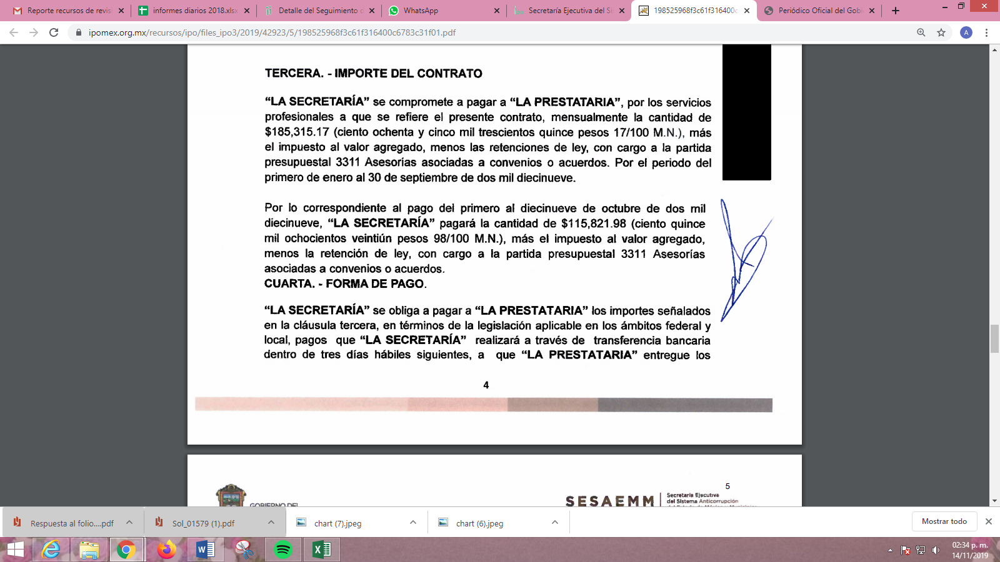 Reporte recursos de revis
informes diarios 2018.xlsx
Detalle del Seguimiento d
WhatsApp
Secretaría Ejecutiva del Si
198525968f3c61f316400c
Periódico Oficial del Gobi
ipomex.org.mx/recursos/ipo/files_ipo3/2019/42923/5/198525968f3c61f316400c6783c31f01.pdf
A
TERCERA. - IMPORTE DEL CONTRATO
“LA SECRETARÍA” se compromete a pagar a “LA PRESTATARIA”, por los servicios
profesionales a que se refiere el presente contrato, mensualmente la cantidad de
$185,315.17 (ciento ochenta y cinco mil trescientos quince pesos 17/100 M.N.), más
el impuesto al valor agregado, menos las retenciones de ley, con cargo a la partida
presupuestal 3311 Asesorías asociadas a convenios o acuerdos. Por el periodo del
primero de enero al 30 de septiembre de dos mil diecinueve.
Por lo correspondiente al pago del primero al diecinueve de octubre de dos mil
diecinueve, “LA SECRETARÍA” pagará la cantidad de $115,821.98 (ciento quince
mil ochocientos veintiún pesos 98/100 M.N.), más el impuesto al valor agregado,
menos la retención de ley, con cargo a la partida presupuestal 3311 Asesorías
asociadas a convenios o acuerdos.
CUARTA. - FORMA DE PAGO.
“LA SECRETARÍA” se obliga a pagar a “LA PRESTATARIA” los importes señalados
en la cláusula tercera, en términos de la legislación aplicable en los ámbitos federal y
local, pagos que “LA SECRETARÍA” realizará a través de transferencia bancaria
dentro de tres días hábiles siguientes, a que “LA PRESTATARIA” entregue los
4
5
GOBIERNO DEL
SESAEMM
Secretaría Ejecutiva
del Sistema Anticorrupción
Respuesta al folio....pdf
Sol_01579 (1).pdf
chart (7).jpeg
chart (6).jpeg
Mostrar todo
02:34 p. m.
14/11/2019